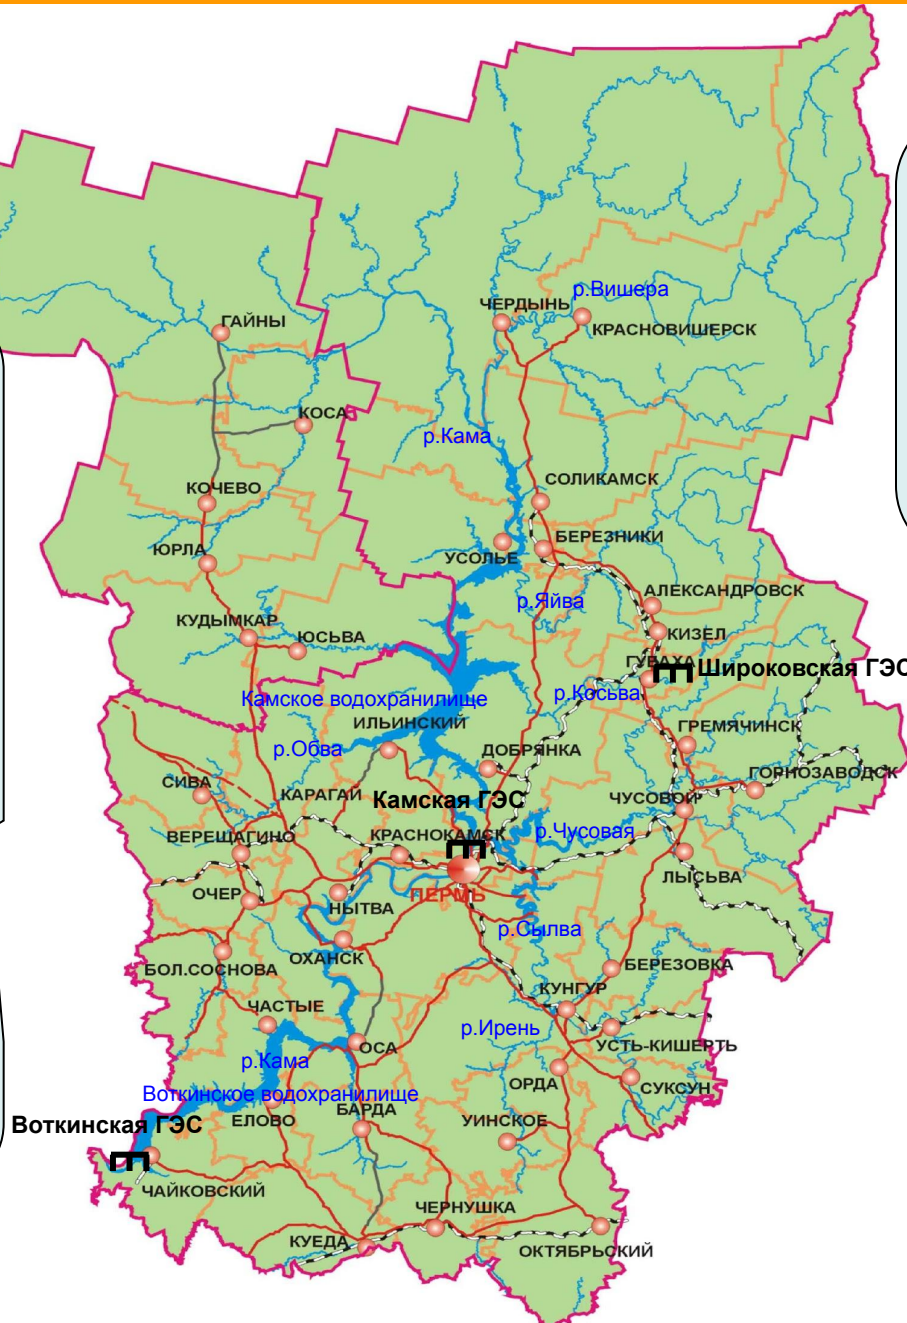 р.Вишера
ЧЕРДЫНЬ
ГАЙНЫ
КРАСНОВИШЕРСК
КОСА
р.Кама
СОЛИКАМСК
КОЧЕВО
БЕРЕЗНИКИ
ЮРЛА
УСОЛЬЕ
АЛЕКСАНДРОВСК
р.Яйва
КУДЫМКАР
ЮСЬВА
КИЗЕЛ
ГУБАХА
Широковская ГЭС
Камское водохранилище
р.Косьва
ИЛЬИНСКИЙ
ГРЕМЯЧИНСК
р.Обва
ДОБРЯНКА
ГОРНОЗАВОДСК
СИВА
КАРАГАЙ
Камская ГЭС
ЧУСОВОЙ
ВЕРЕЩАГИНО
КРАСНОКАМСК
р.Чусовая
ЛЫСЬВА
ОЧЕР
НЫТВА
ПЕРМЬ
р.Сылва
ОХАНСК
БОЛ.СОСНОВА
БЕРЕЗОВКА
КУНГУР
ЧАСТЫЕ
р.Ирень
УСТЬ-КИШЕРТЬ
ОСА
р.Кама
ОРДА
СУКСУН
Воткинское водохранилище
БАРДА
ЕЛОВО
УИНСКОЕ
Воткинская ГЭС
ЧАЙКОВСКИЙ
ЧЕРНУШКА
КУЕДА
ОКТЯБРЬСКИЙ